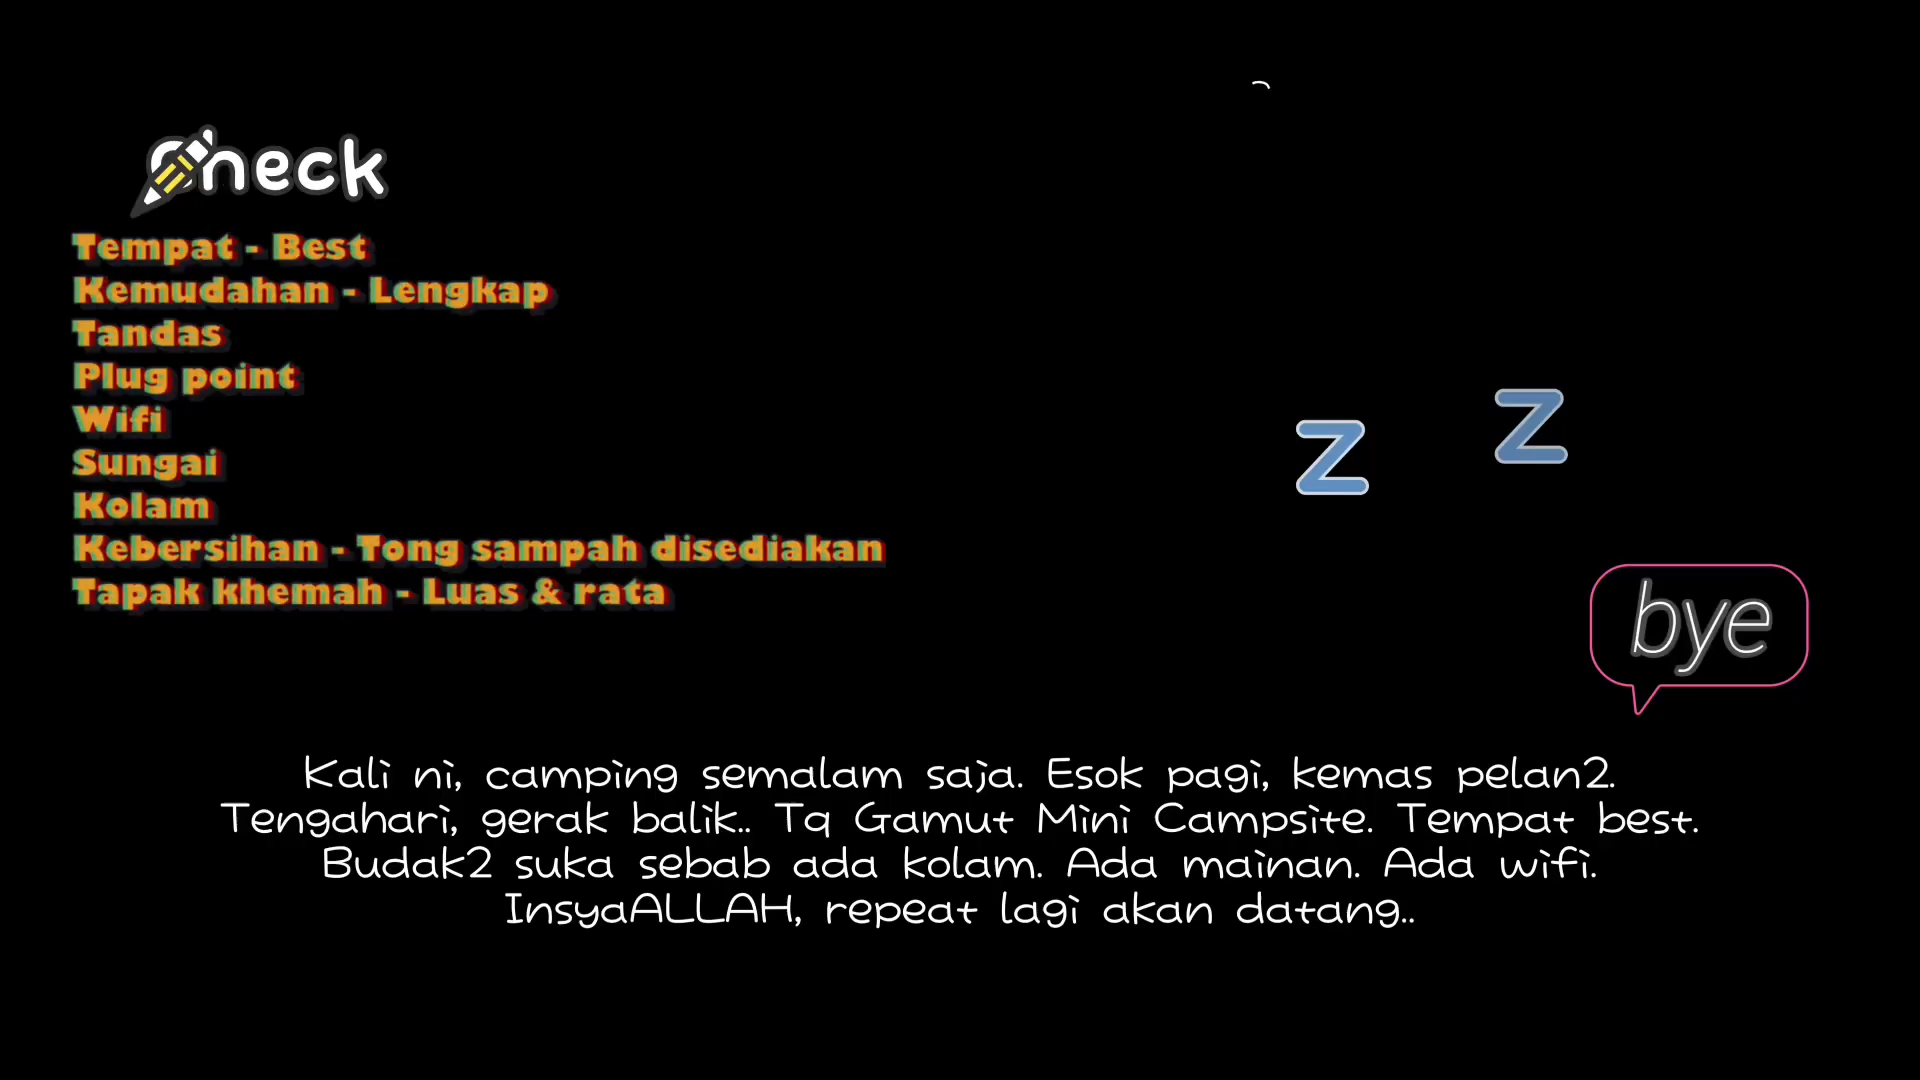 Check
Tempat - Best
Kemudahan - Lengkap
Tandas
Plug point
Wifi
Sungai
Kolam
Kebersihan - Tong sampah disediakan
Tapak khemah - Luas & rata
z z
bye
Kali ni, camping semalam saja. Esok pagi, kemas pelan2.
Tengahari, gerak balik.. Tq Gamut Mini Campsite. Tempat best.
Budak2 suka sebab ada kolam. Ada mainan. Ada wifi.
InsyaALLAH, repeat lagi akan datang..